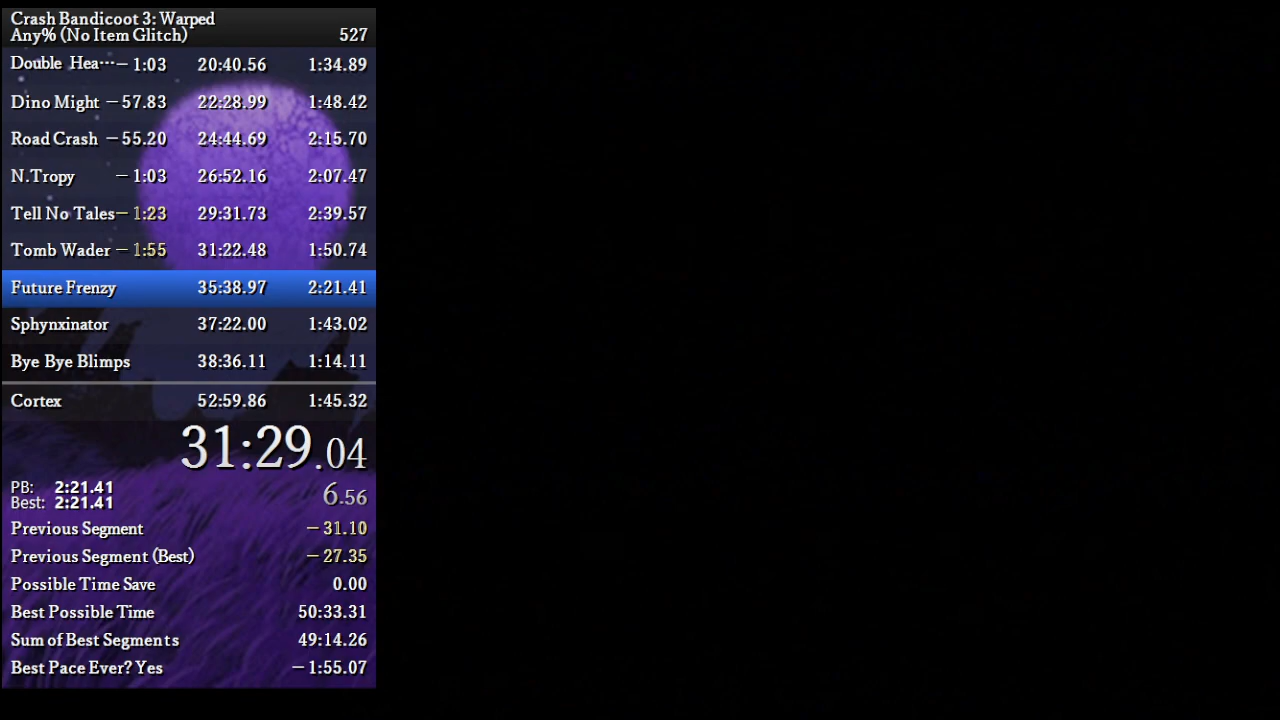 Crash Bandicoot 3: Warped
Any% (No Item Glitch) 527
Double Hea… − 1:03 20:40.56 1:34.89
Dino Might − 57.83 22:28.99 1:48.42
Road Crash − 55.20 24:44.69 2:15.70
N.Tropy − 1:03 26:52.16 2:07.47
Tell No Tales − 1:23 29:31.73 2:39.57
Tomb Wader − 1:55 31:22.48 1:50.74
Future Frenzy 35:38.97 2:21.41
Sphynxinator 37:22.00 1:43.02
Bye Bye Blimps 38:36.11 1:14.11
Cortex 52:59.86 1:45.32
31:29.04
PB: 2:21.41 6.56
Best: 2:21.41
Previous Segment − 31.10
Previous Segment (Best) − 27.35
Possible Time Save 0.00
Best Possible Time 50:33.31
Sum of Best Segments 49:14.26
Best Pace Ever? Yes − 1:55.07